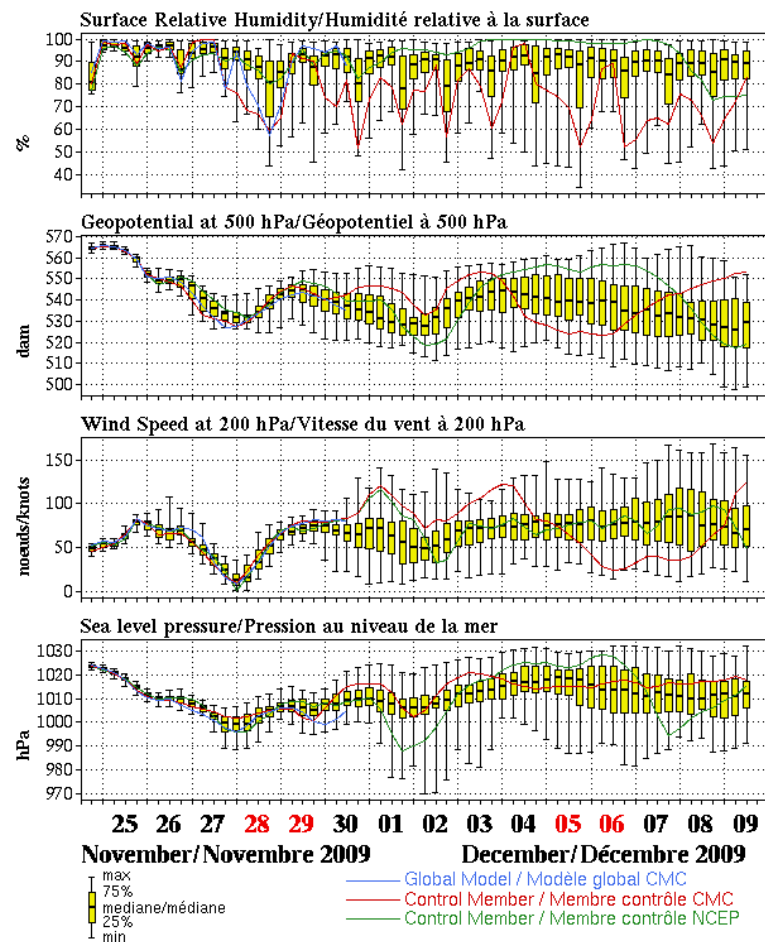 Surface Relative Humidity/Humidité relative à la surface
100
90
80
70
60
50
40
%
Geopotential at 500 hPa/Géopotentiel à 500 hPa
570
560
550
540
530
520
510
500
dam
Wind Speed at 200 hPa/Vitesse du vent à 200 hPa
150
100
50
0
noeuds/knots
Sea level pressure/Pression au niveau de la mer
1030
1020
1010
1000
990
980
970
hPa
25 26 27 28 29 30 01 02 03 04 05 06 07 08 09
November/Novembre 2009 December/Décembre 2009
max
75%
mediane/médiane
25%
min
Global Model / Modèle global CMC
Control Member / Membre contrôle CMC
Control Member / Membre contrôle NCEP